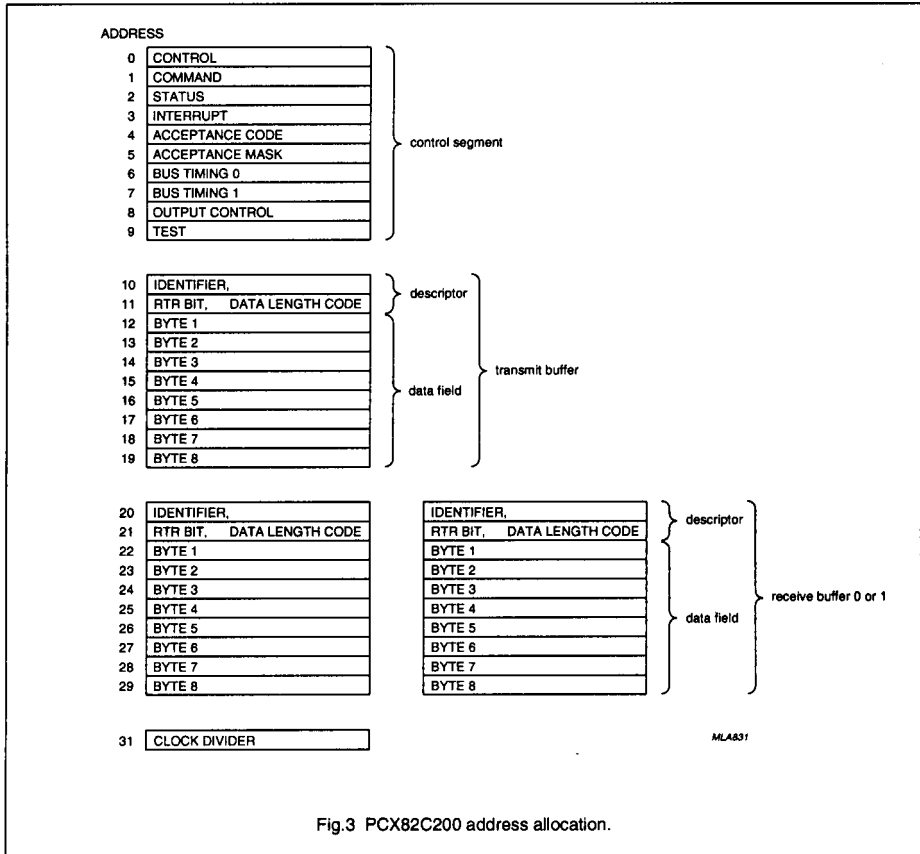 ADDRESS
0 CONTROL
1 COMMAND
2 STATUS
3 INTERRUPT
4 ACCEPTANCE CODE
5 ACCEPTANCE MASK
6 BUS TIMING 0
7 BUS TIMING 1
8 OUTPUT CONTROL
9 TEST
control segment
10 IDENTIFIER,
11 RTR BIT, DATA LENGTH CODE
12 BYTE 1
13 BYTE 2
14 BYTE 3
15 BYTE 4
16 BYTE 5
17 BYTE 6
18 BYTE 7
19 BYTE 8
descriptor
data field
transmit buffer
20 IDENTIFIER,
21 RTR BIT, DATA LENGTH CODE
22 BYTE 1
23 BYTE 2
24 BYTE 3
25 BYTE 4
26 BYTE 5
27 BYTE 6
28 BYTE 7
29 BYTE 8
IDENTIFIER,
RTR BIT, DATA LENGTH CODE
BYTE 1
BYTE 2
BYTE 3
BYTE 4
BYTE 5
BYTE 6
BYTE 7
BYTE 8
descriptor
data field
receive buffer 0 or 1
31 CLOCK DIVIDER
MLA831
Fig.3 PCX82C200 address allocation.